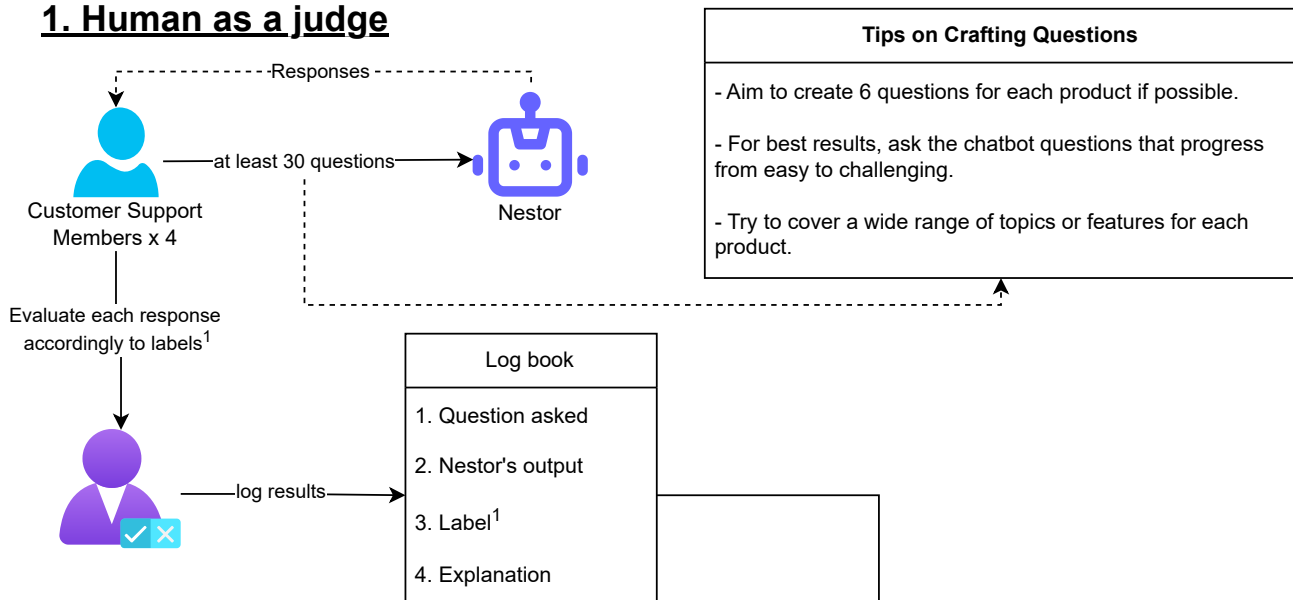 1. Human as a judge
Responses
at least 30 questions
Customer Support
Members x 4
Nestor
Tips on Crafting Questions
- Aim to create 6 questions for each product if possible.
- For best results, ask the chatbot questions that progress
from easy to challenging.
- Try to cover a wide range of topics or features for each
product.
Evaluate each response
accordingly to labels1
log results
Log book
1. Question asked
2. Nestor's output
3. Label1
4. Explanation